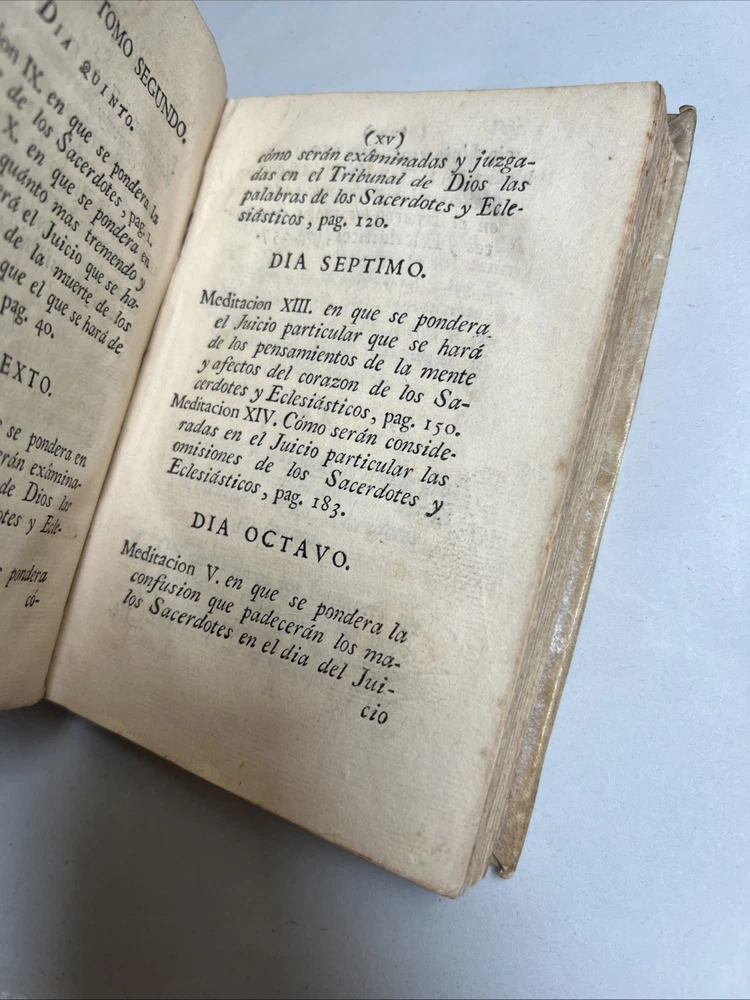 TOMO SEGUNDO.
DIA QUINTO.
IX. en que se pondera la
de los Sacerdotes, pag. 1.
X. en que se pondera en
quánto mas tremendo y
rá el Juicio que se ha-
de la muerte de los
que el que se hará de
pag. 40.
EXTO.
se pondera en
rán exâmina-
de Dios las
tes y Ecle-
pondera
có-
(xv)
cómo serán exâminadas y juzga-
das en el Tribunal de Dios las
palabras de los Sacerdotes y Ecle-
siásticos, pag. 120.
DIA SEPTIMO.
Meditacion XIII. en que se pondera
el Juicio particular que se hará
de los pensamientos de la mente
y afectos del corazon de los Sa-
cerdotes y Eclesiásticos, pag. 150.
Meditacion XIV. Cómo serán conside-
radas en el Juicio particular las
omisiones de los Sacerdotes y
Eclesiásticos, pag. 183.
DIA OCTAVO.
Meditacion V. en que se pondera la
confusion que padecerán los ma-
los Sacerdotes en el dia del Jui-
cio